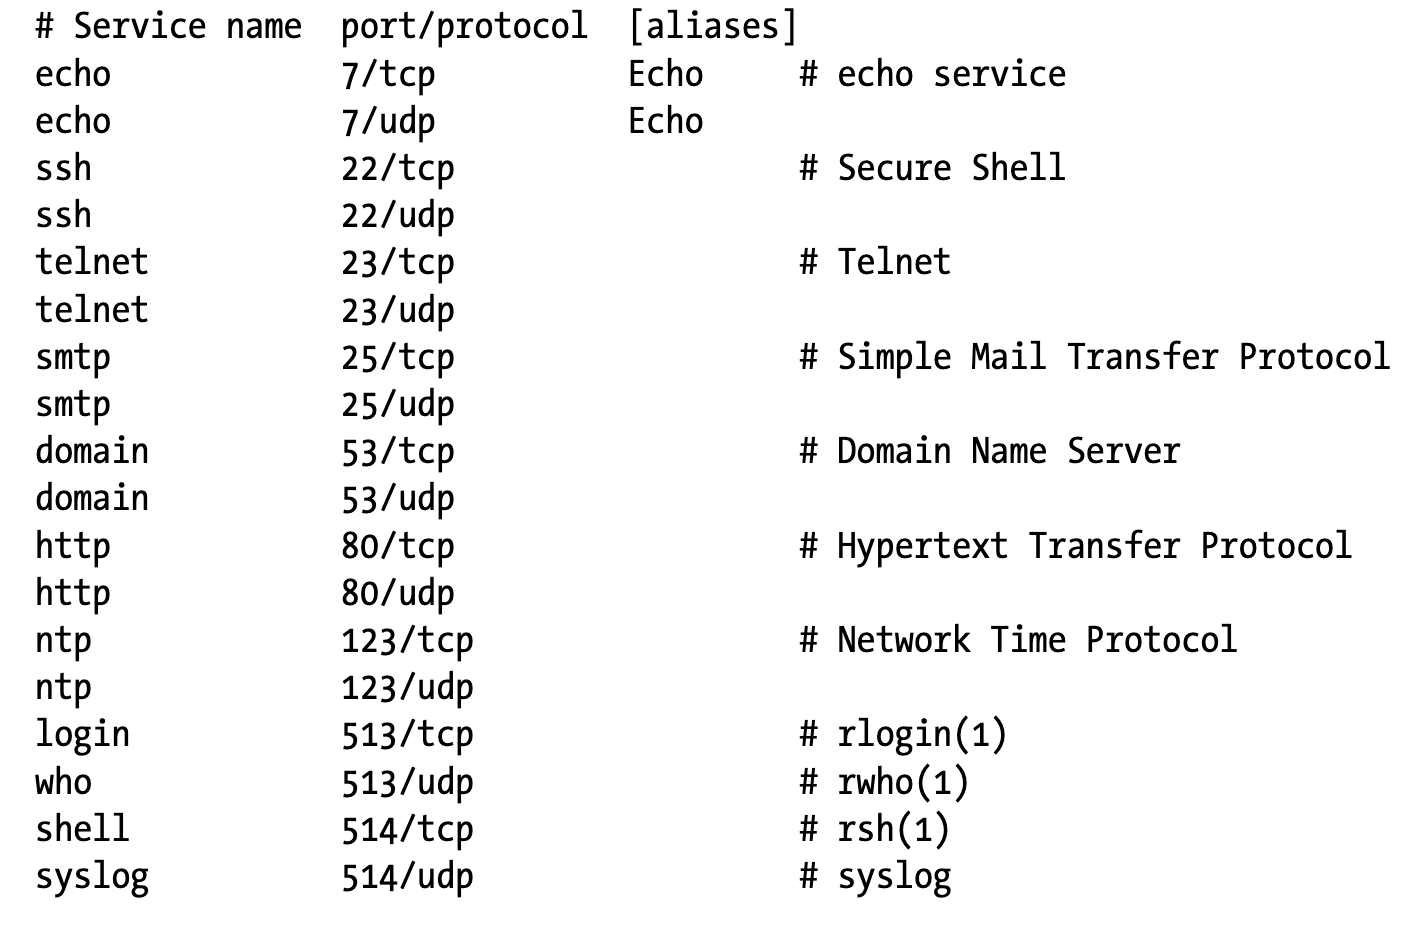 # Service name  port/protocol  [aliases]
echo            7/tcp          Echo     # echo service
echo            7/udp          Echo
ssh             22/tcp                  # Secure Shell
ssh             22/udp
telnet          23/tcp                  # Telnet
telnet          23/udp
smtp            25/tcp                  # Simple Mail Transfer Protocol
smtp            25/udp
domain          53/tcp                  # Domain Name Server
domain          53/udp
http            80/tcp                  # Hypertext Transfer Protocol
http            80/udp
ntp             123/tcp                 # Network Time Protocol
ntp             123/udp
login           513/tcp                 # rlogin(1)
who             513/udp                 # rwho(1)
shell           514/tcp                 # rsh(1)
syslog          514/udp                 # syslog